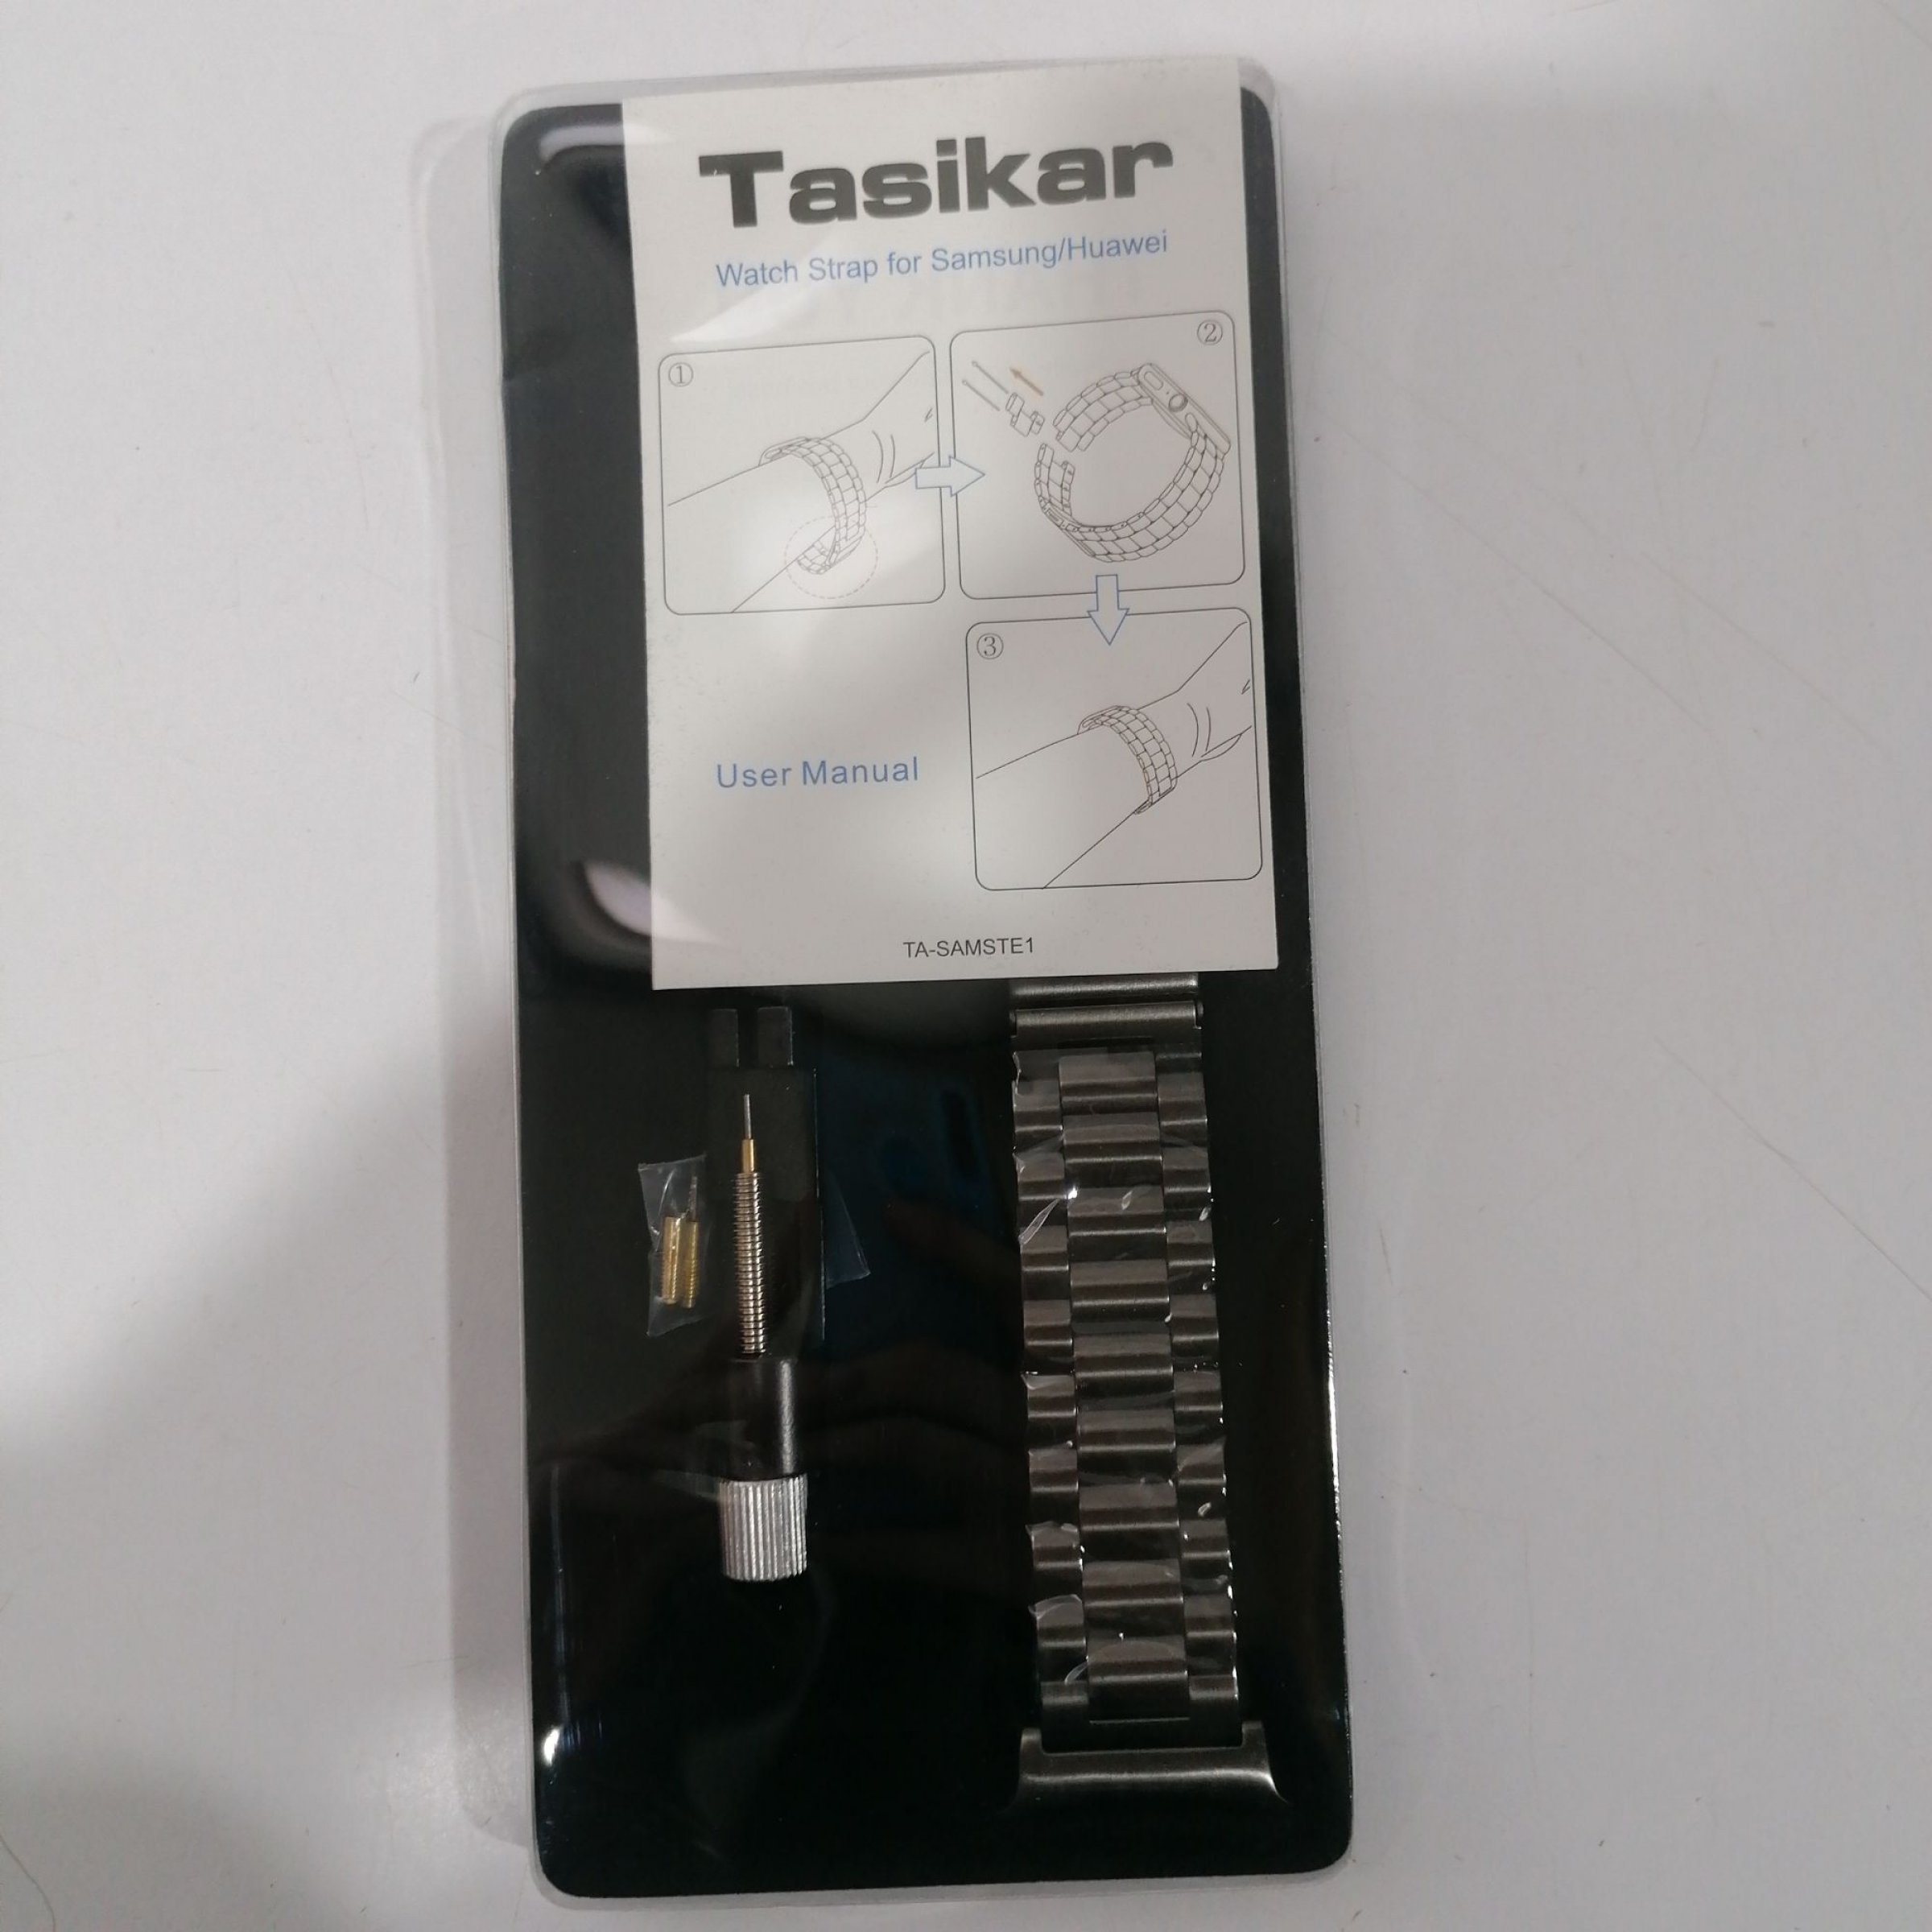 Tasikar
Watch Strap for Samsung/Huawei
①
②
③
User Manual
TA-SAMSTE1